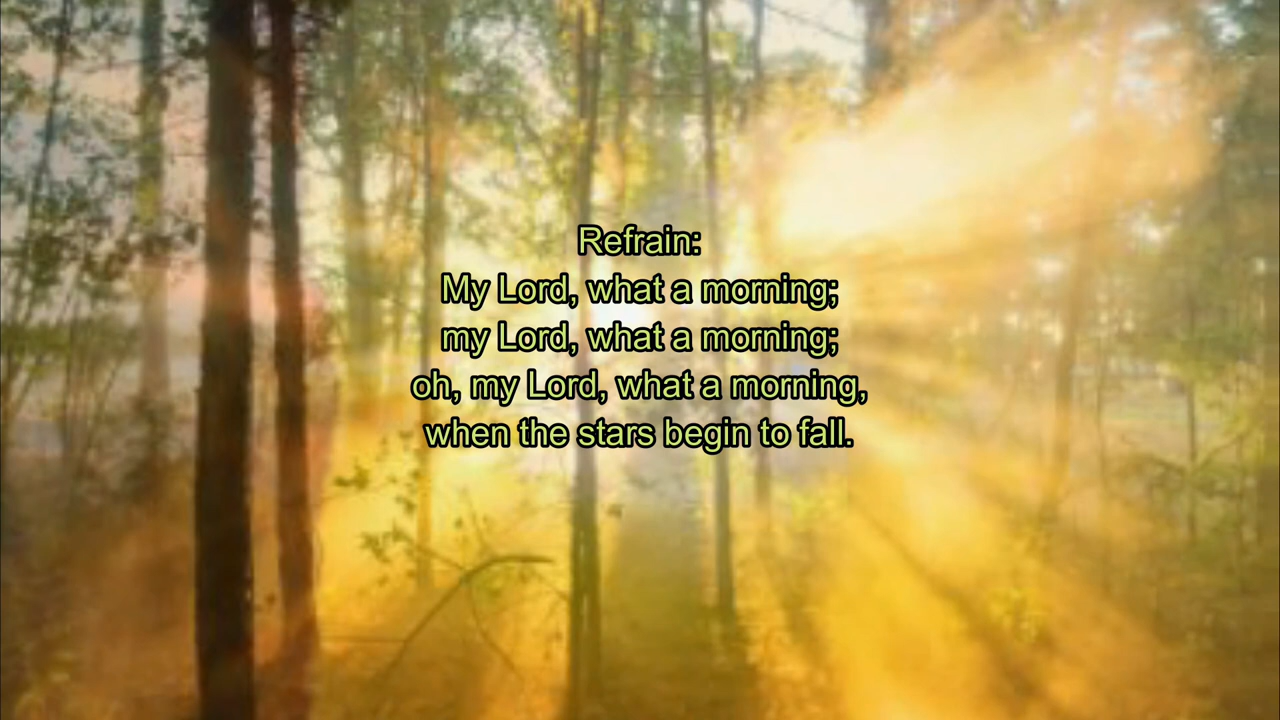 Refrain:
My Lord, what a morning;
my Lord, what a morning;
oh, my Lord, what a morning,
when the stars begin to fall.